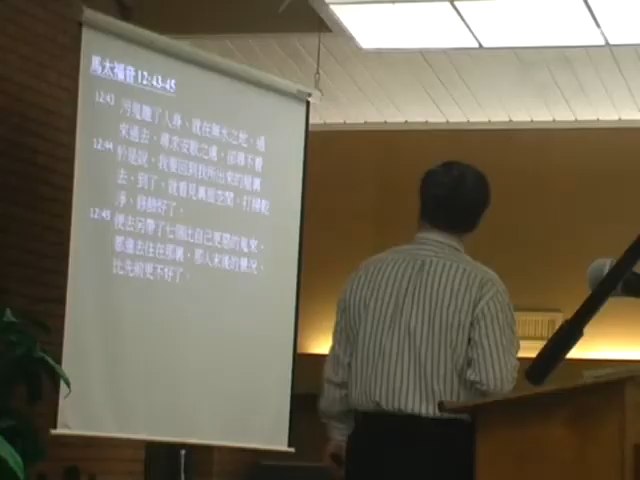 馬太福音12:43-45
12:43 污鬼離了人身、就在無水之地、過
來過去、尋求安歇之處、卻尋不著
12:44 於是說、我要回到我所出來的屋裏
去、到了、就看見裏面空閒、打掃乾
淨、修飾好了．
12:45 便去另帶了七個比自己更惡的鬼來、
都進去住在那裏．那人末後的景況、
比先前更不好了．